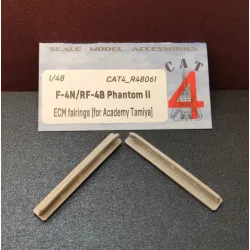 SCALE MODEL ACCESSORIES
CAT
4
1/48
CAT4_R48061
F-4N/RF-4B Phantom II
ECM fairings [for Academy Tamiya]